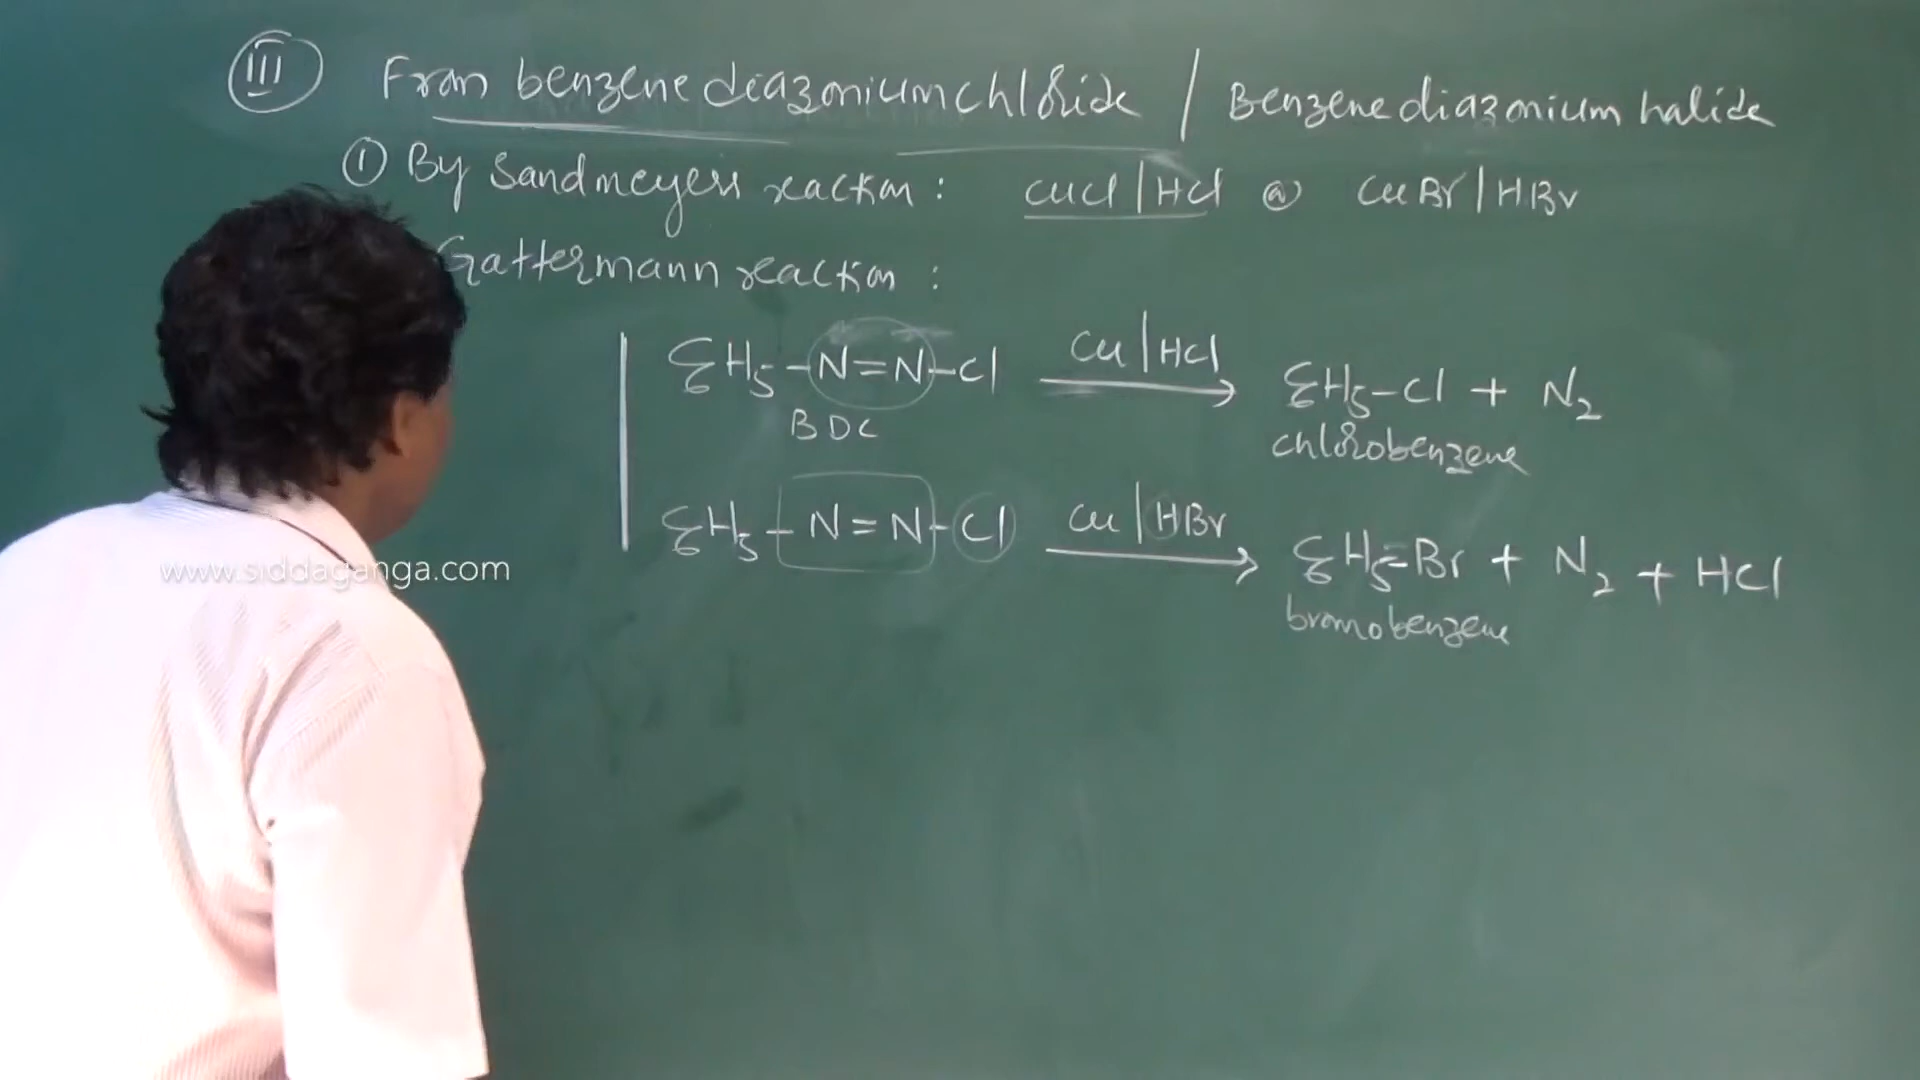 III From benzene diazonium chloride / Benzene diazonium halide
① By Sandmeyers reaction : CuCl | HCl @ CuBr | HBr
Gattermann reaction :
C6H5-N=N-Cl Cu | HCl → C6H5-Cl + N2
BDC chlorobenzene
C6H5-N=N-Cl Cu | HBr → C6H5-Br + N2 + HCl
bromobenzene
www.siddaganga.com